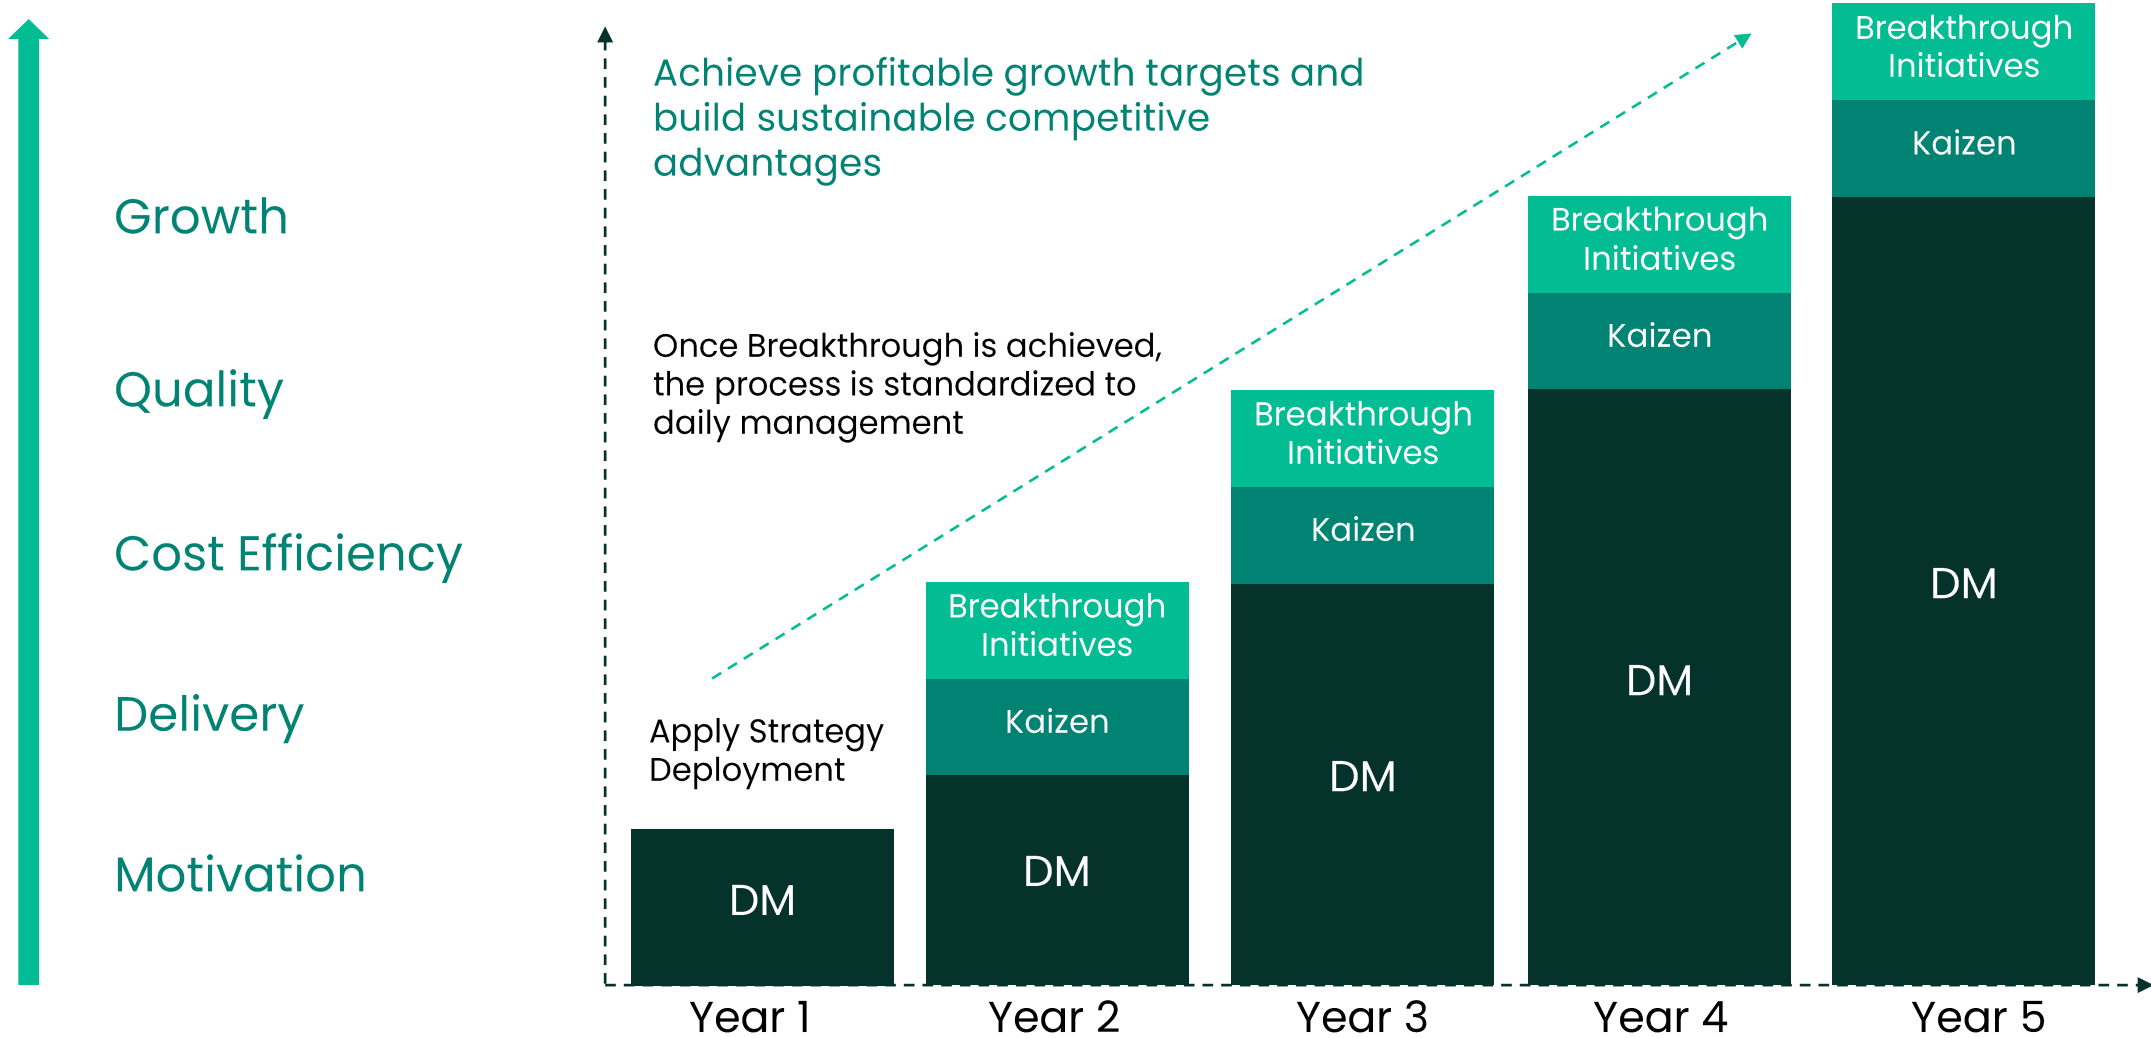 Growth
Quality
Cost Efficiency
Delivery
Motivation
Achieve profitable growth targets and
build sustainable competitive
advantages
Once Breakthrough is achieved,
the process is standardized to
daily management
Apply Strategy
Deployment
DM
Year 1
Breakthrough
Initiatives
Kaizen
DM
Year 2
Breakthrough
Initiatives
Kaizen
DM
Year 3
Breakthrough
Initiatives
Kaizen
DM
Year 4
Breakthrough
Initiatives
Kaizen
DM
Year 5